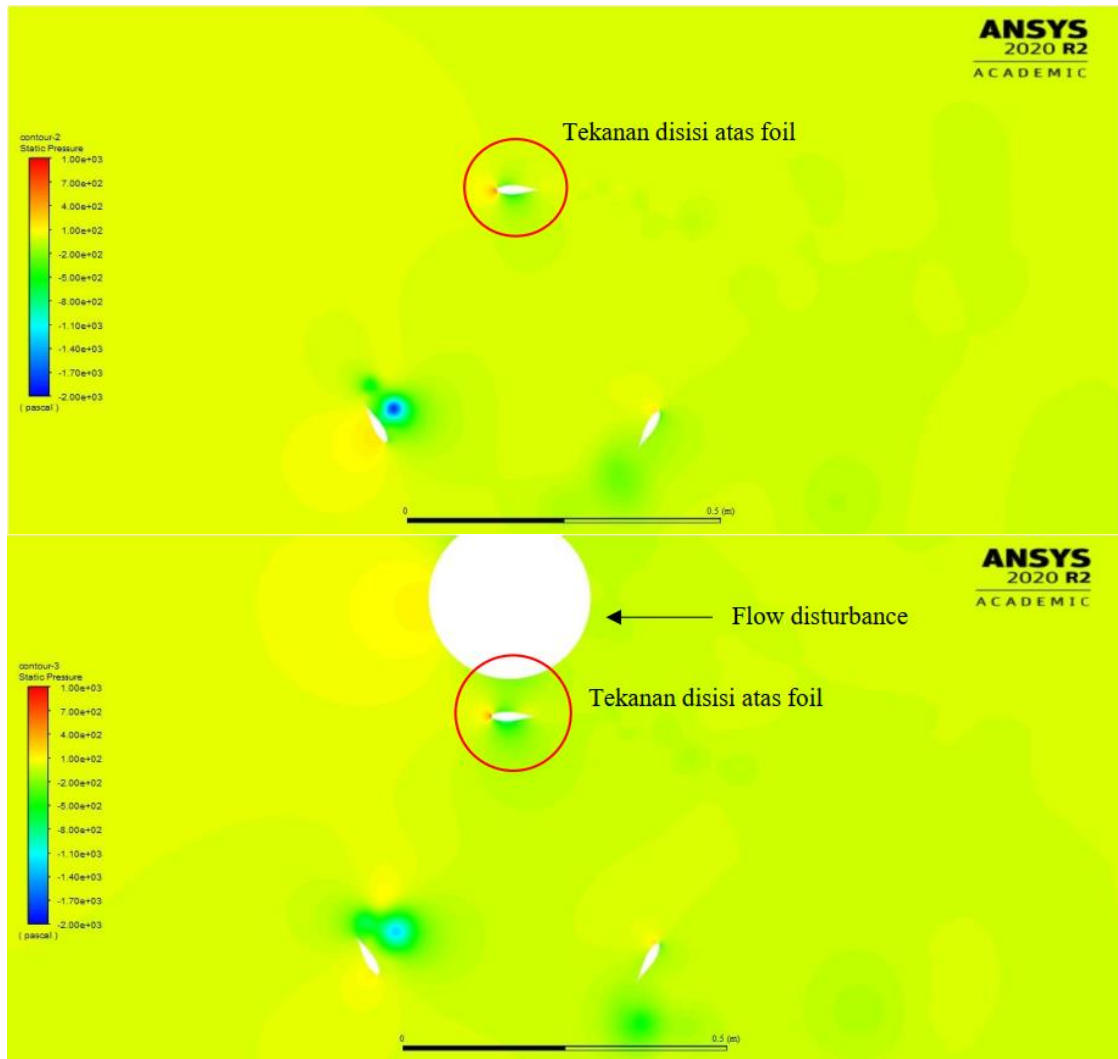 ANSYS
2020 R2
ACADEMIC
Tekanan disisi atas foil
contour-2
Static Pressure
1.00e+03
7.00e+02
4.00e+02
1.00e+02
-2.00e+02
-5.00e+02
-8.00e+02
-1.10e+03
-1.40e+03
-1.70e+03
-2.00e+03
( pascal )
0
0.5 (m)
ANSYS
2020 R2
ACADEMIC
Flow disturbance
contour-3
Static Pressure
Tekanan disisi atas foil
1.00e+03
7.00e+02
4.00e+02
1.00e+02
-2.00e+02
-5.00e+02
-8.00e+02
-1.10e+03
-1.40e+03
-1.70e+03
-2.00e+03
( pascal )
0
0.5 (m)